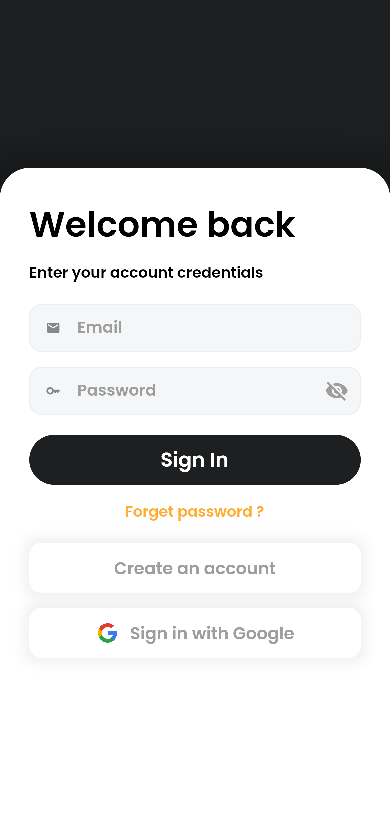 Welcome back
Enter your account credentials
Email
Password
Sign In
Forget password ?
Create an account
Sign in with Google